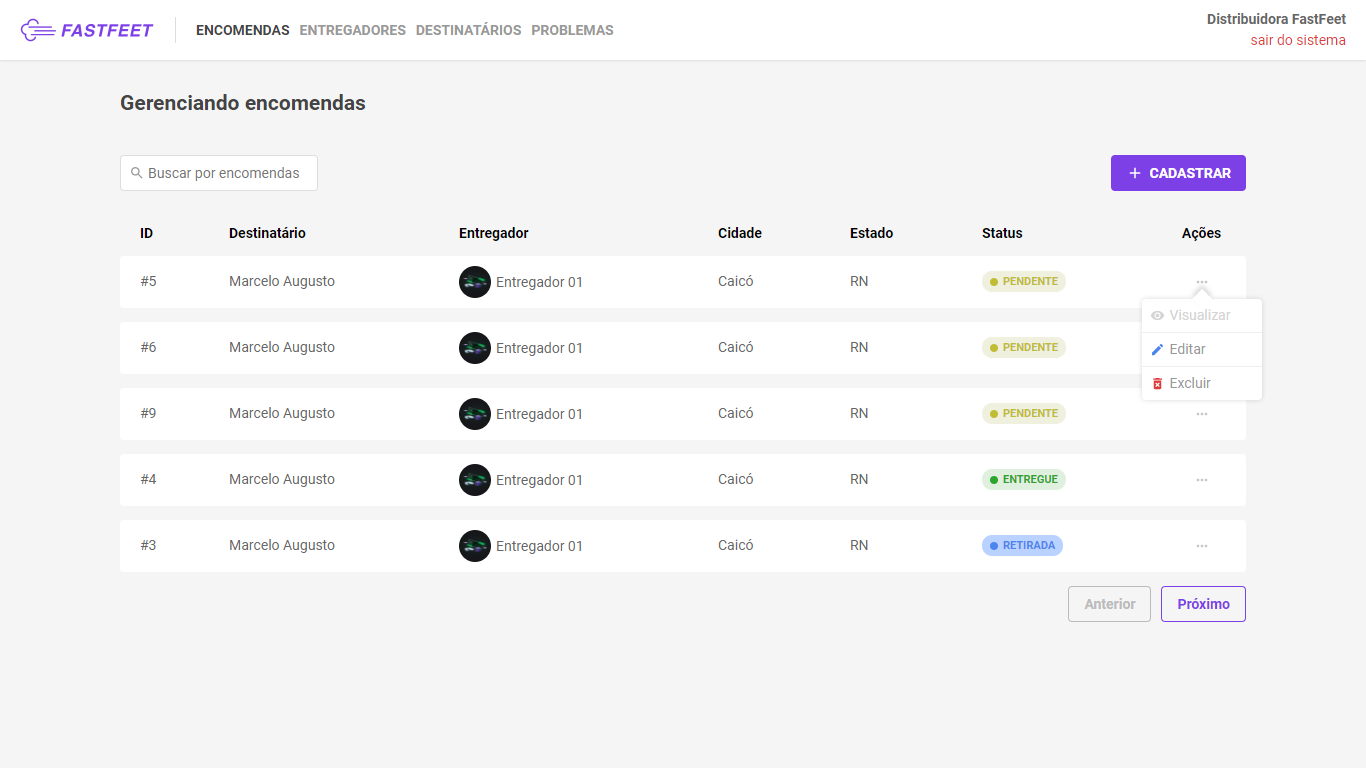 FASTFEET ENCOMENDAS ENTREGADORES DESTINATÁRIOS PROBLEMAS Distribuidora FastFeet
sair do sistema
Gerenciando encomendas
Buscar por encomendas + CADASTRAR
ID Destinatário Entregador Cidade Estado Status Ações
#5 Marcelo Augusto Entregador 01 Caicó RN PENDENTE ...
Visualizar
#6 Marcelo Augusto Entregador 01 Caicó RN PENDENTE
Editar
Excluir
#9 Marcelo Augusto Entregador 01 Caicó RN PENDENTE ...
#4 Marcelo Augusto Entregador 01 Caicó RN ENTREGUE ...
#3 Marcelo Augusto Entregador 01 Caicó RN RETIRADA ...
Anterior Próximo